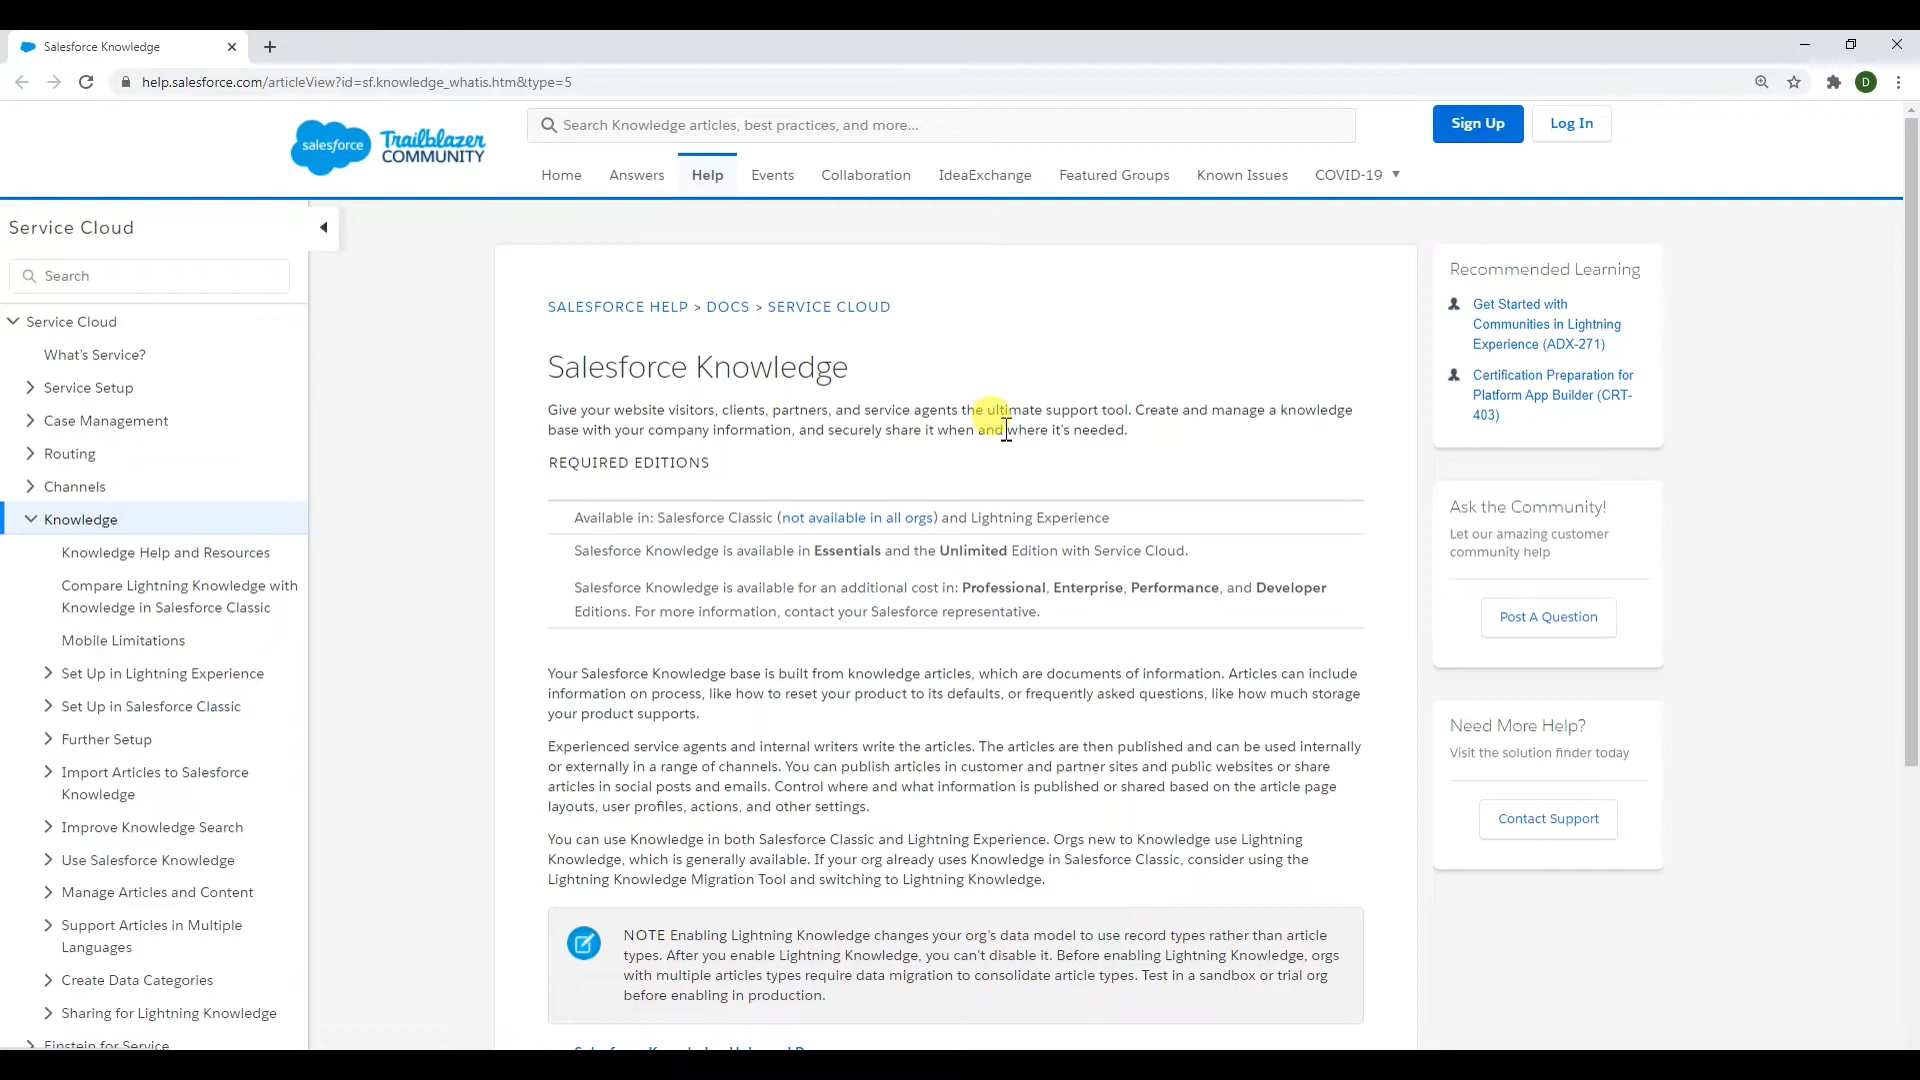 Salesforce Knowledge
help.salesforce.com/articleView?id=sf.knowledge_whatis.htm&type=5
D
salesforce
Trailblazer
COMMUNITY
Search Knowledge articles, best practices, and more...
Sign Up
Log In
Home
Answers
Help
Events
Collaboration
IdeaExchange
Featured Groups
Known Issues
COVID-19
Service Cloud
Search
Service Cloud
What's Service?
Service Setup
Case Management
Routing
Channels
Knowledge
Knowledge Help and Resources
Compare Lightning Knowledge with
Knowledge in Salesforce Classic
Mobile Limitations
Set Up in Lightning Experience
Set Up in Salesforce Classic
Further Setup
Import Articles to Salesforce
Knowledge
Improve Knowledge Search
Use Salesforce Knowledge
Manage Articles and Content
Support Articles in Multiple
Languages
Create Data Categories
Sharing for Lightning Knowledge
Einstein for Service
SALESFORCE HELP > DOCS > SERVICE CLOUD
Salesforce Knowledge
Give your website visitors, clients, partners, and service agents the ultimate support tool. Create and manage a knowledge
base with your company information, and securely share it when and where it's needed.
REQUIRED EDITIONS
Available in: Salesforce Classic (not available in all orgs) and Lightning Experience
Salesforce Knowledge is available in Essentials and the Unlimited Edition with Service Cloud.
Salesforce Knowledge is available for an additional cost in: Professional, Enterprise, Performance, and Developer
Editions. For more information, contact your Salesforce representative.
Your Salesforce Knowledge base is built from knowledge articles, which are documents of information. Articles can include
information on process, like how to reset your product to its defaults, or frequently asked questions, like how much storage
your product supports.
Experienced service agents and internal writers write the articles. The articles are then published and can be used internally
or externally in a range of channels. You can publish articles in customer and partner sites and public websites or share
articles in social posts and emails. Control where and what information is published or shared based on the article page
layouts, user profiles, actions, and other settings.
You can use Knowledge in both Salesforce Classic and Lightning Experience. Orgs new to Knowledge use Lightning
Knowledge, which is generally available. If your org already uses Knowledge in Salesforce Classic, consider using the
Lightning Knowledge Migration Tool and switching to Lightning Knowledge.
NOTE Enabling Lightning Knowledge changes your org's data model to use record types rather than article
types. After you enable Lightning Knowledge, you can't disable it. Before enabling Lightning Knowledge, orgs
with multiple articles types require data migration to consolidate article types. Test in a sandbox or trial org
before enabling in production.
Recommended Learning
Get Started with
Communities in Lightning
Experience (ADX-271)
Certification Preparation for
Platform App Builder (CRT-
403)
Ask the Community!
Let our amazing customer
community help
Post A Question
Need More Help?
Visit the solution finder today
Contact Support